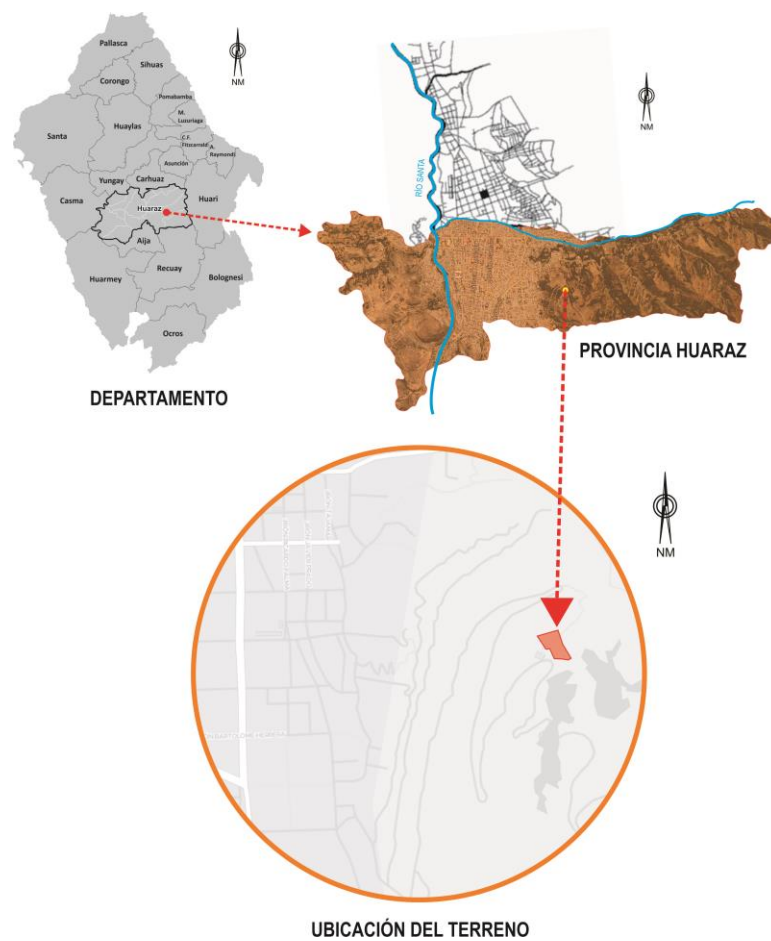 Pallasca
Sihuas
NM
Corongo
Pomabamba
M.
Luzuriaga
Huaylas
Santa
C.F.
Fitzcarrald
A.
Raymondi
Asunción
Yungay
Carhuaz
Casma
Huaraz
Huari
Aija
Huarmey
Recuay
Bolognesi
Ocros
DEPARTAMENTO
NM
RÍO SANTA
PROVINCIA HUARAZ
NM
UBICACIÓN DEL TERRENO